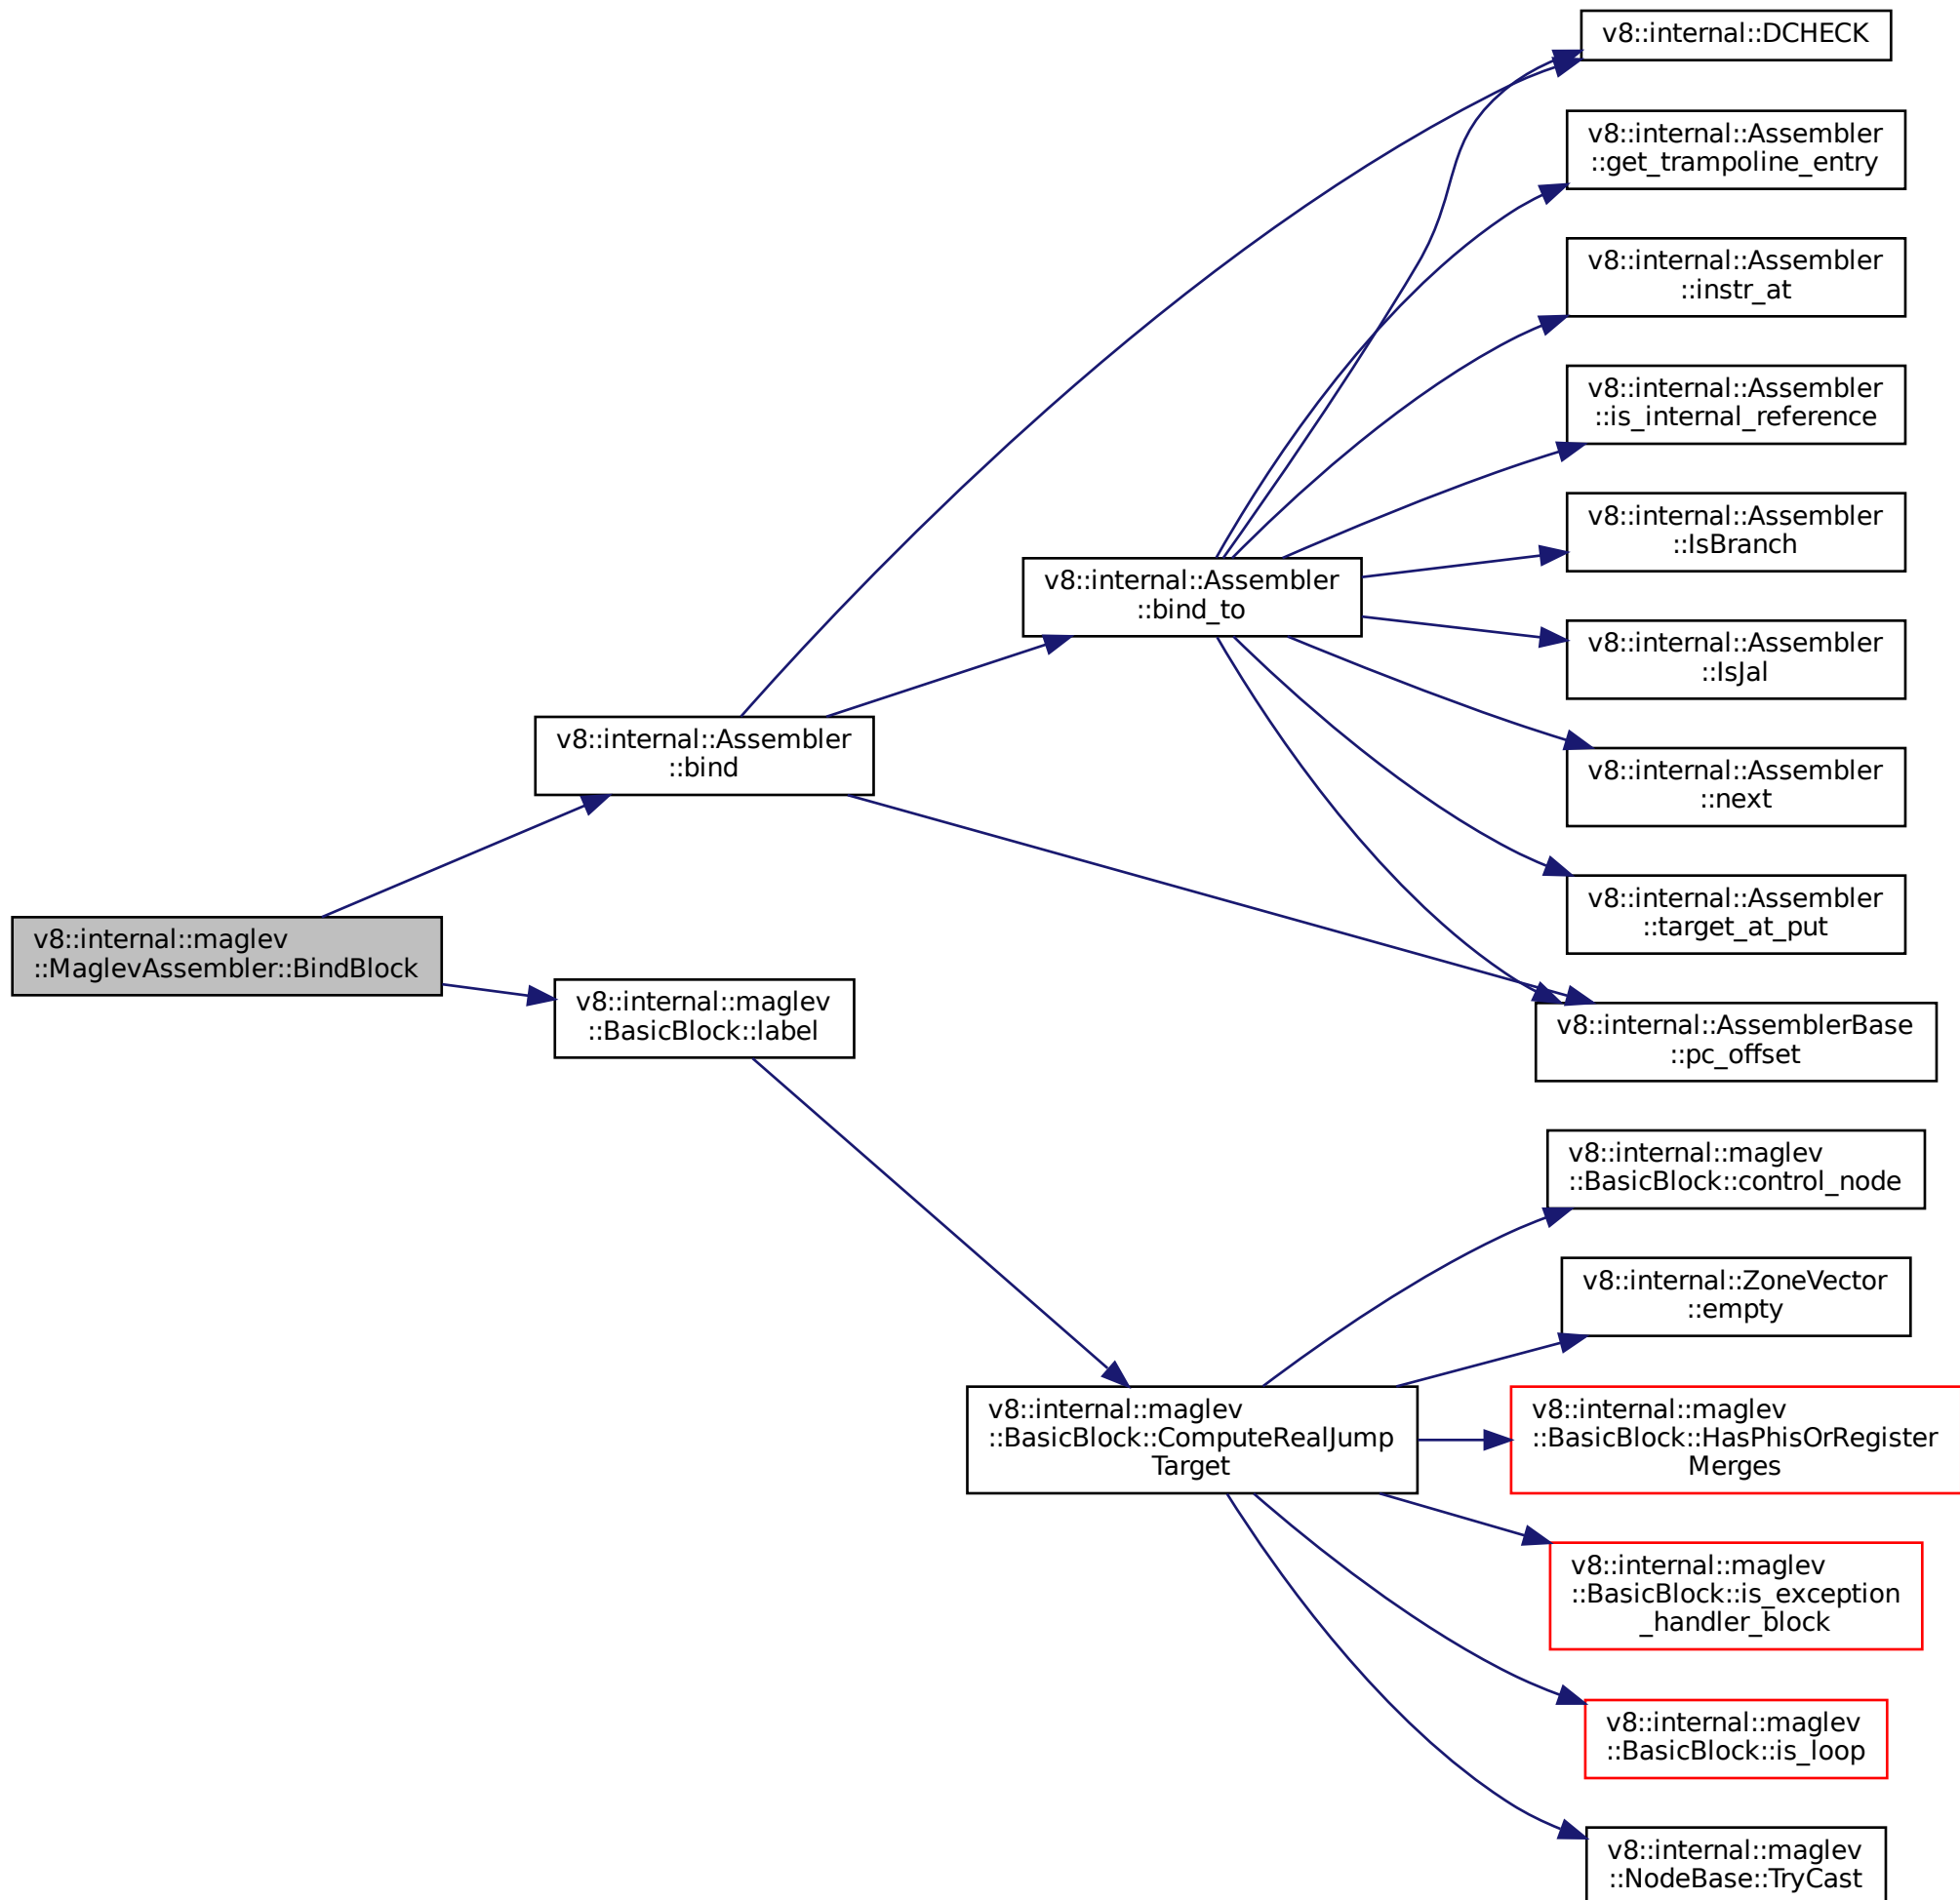 v8::internal::DCHECK
v8::internal::Assembler
::get_trampoline_entry
v8::internal::Assembler
::instr_at
v8::internal::Assembler
::is_internal_reference
v8::internal::Assembler
::IsBranch
v8::internal::Assembler
::bind_to
v8::internal::Assembler
::IsJal
v8::internal::Assembler
::bind
v8::internal::Assembler
::next
v8::internal::Assembler
::target_at_put
v8::internal::maglev
::MaglevAssembler::BindBlock
v8::internal::maglev
::BasicBlock::label
v8::internal::AssemblerBase
::pc_offset
v8::internal::maglev
::BasicBlock::control_node
v8::internal::ZoneVector
::empty
v8::internal::maglev
::BasicBlock::ComputeRealJump
Target
v8::internal::maglev
::BasicBlock::HasPhisOrRegister
Merges
v8::internal::maglev
::BasicBlock::is_exception
_handler_block
v8::internal::maglev
::BasicBlock::is_loop
v8::internal::maglev
::NodeBase::TryCast